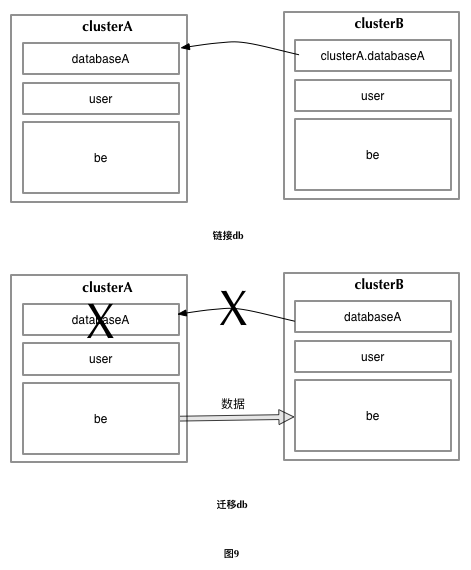 clusterA
clusterB
databaseA
clusterA.databaseA
user
user
be
be
链接db
clusterA
clusterB
databaseA
X
X
databaseA
user
user
be
数据
be
迁移db
图9